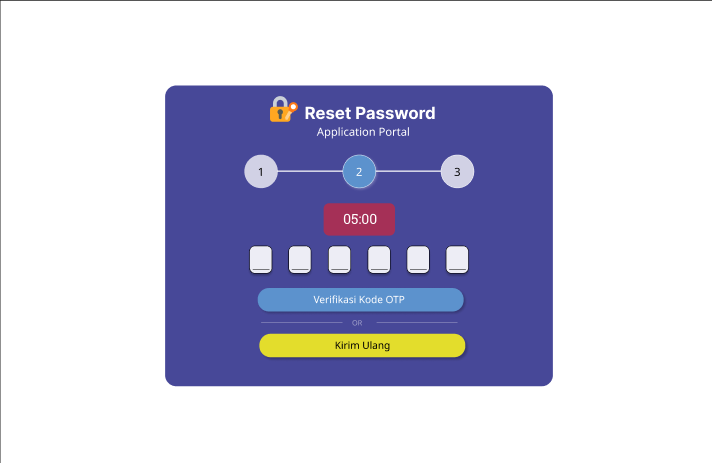 Reset Password
Application Portal
1 2 3
05:00
Verifikasi Kode OTP
OR
Kirim Ulang